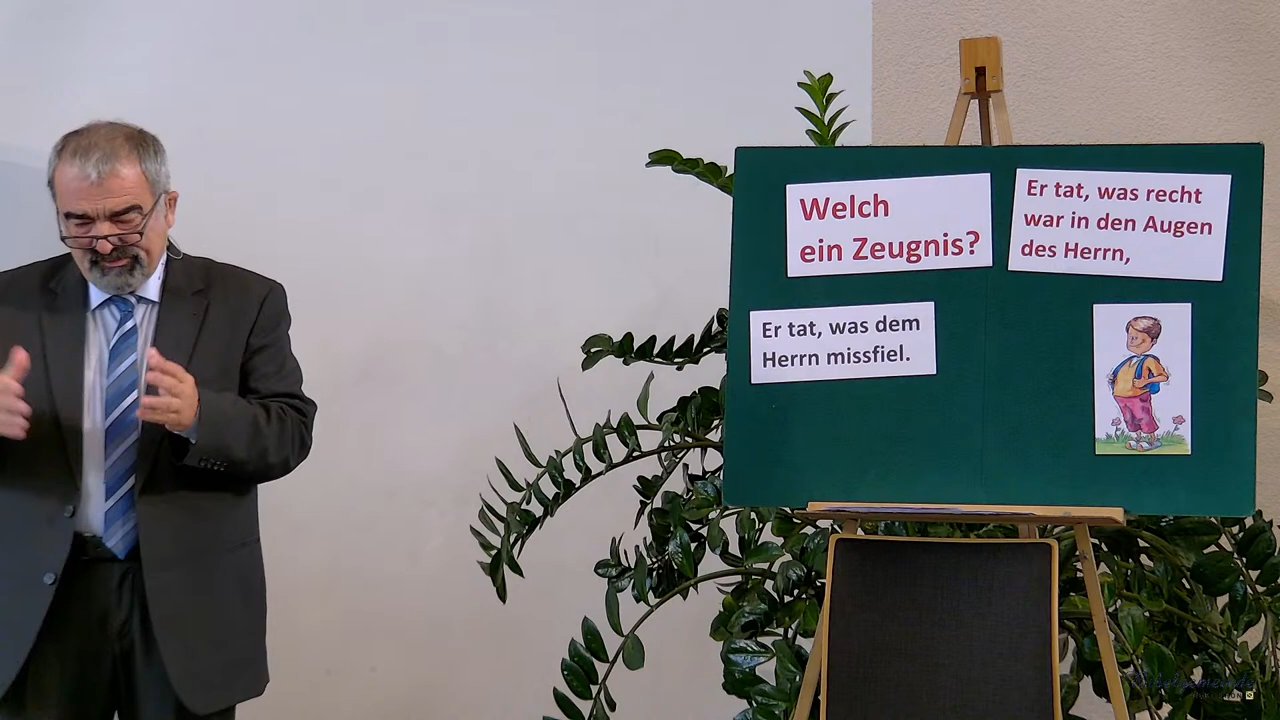 Welch
ein Zeugnis?
Er tat, was recht
war in den Augen
des Herrn,
Er tat, was dem
Herrn missfiel.